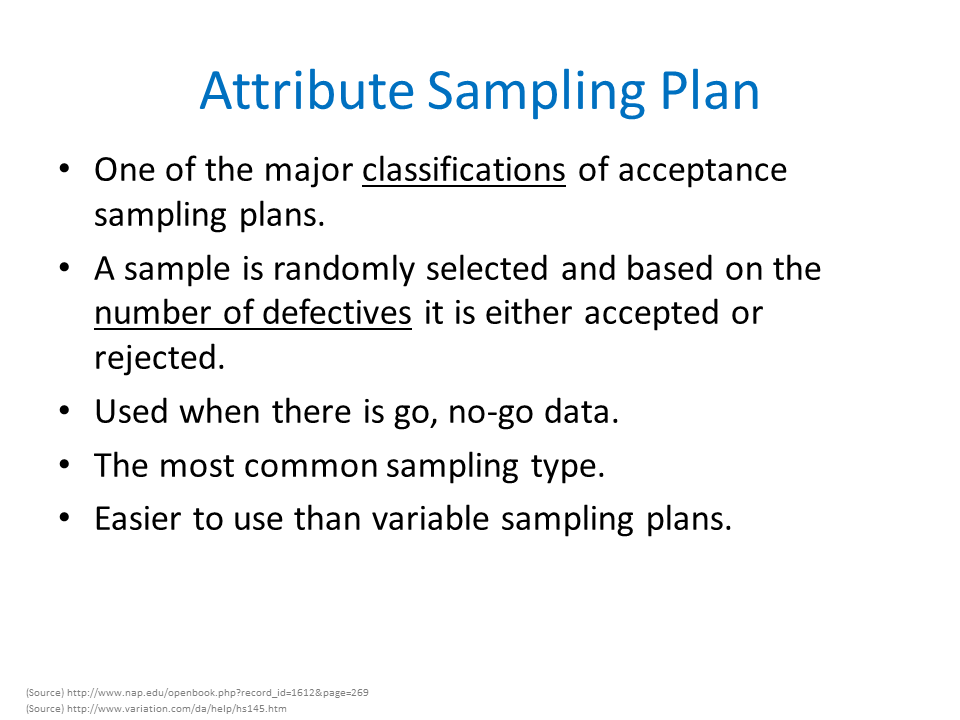 Attribute Sampling Plan
• One of the major classifications of acceptance
sampling plans.
• A sample is randomly selected and based on the
number of defectives it is either accepted or
rejected.
• Used when there is go, no-go data.
• The most common sampling type.
• Easier to use than variable sampling plans.
(Source) http://www.nap.edu/openbook.php?record_id=1612&page=269
(Source) http://www.variation.com/da/help/hs145.htm